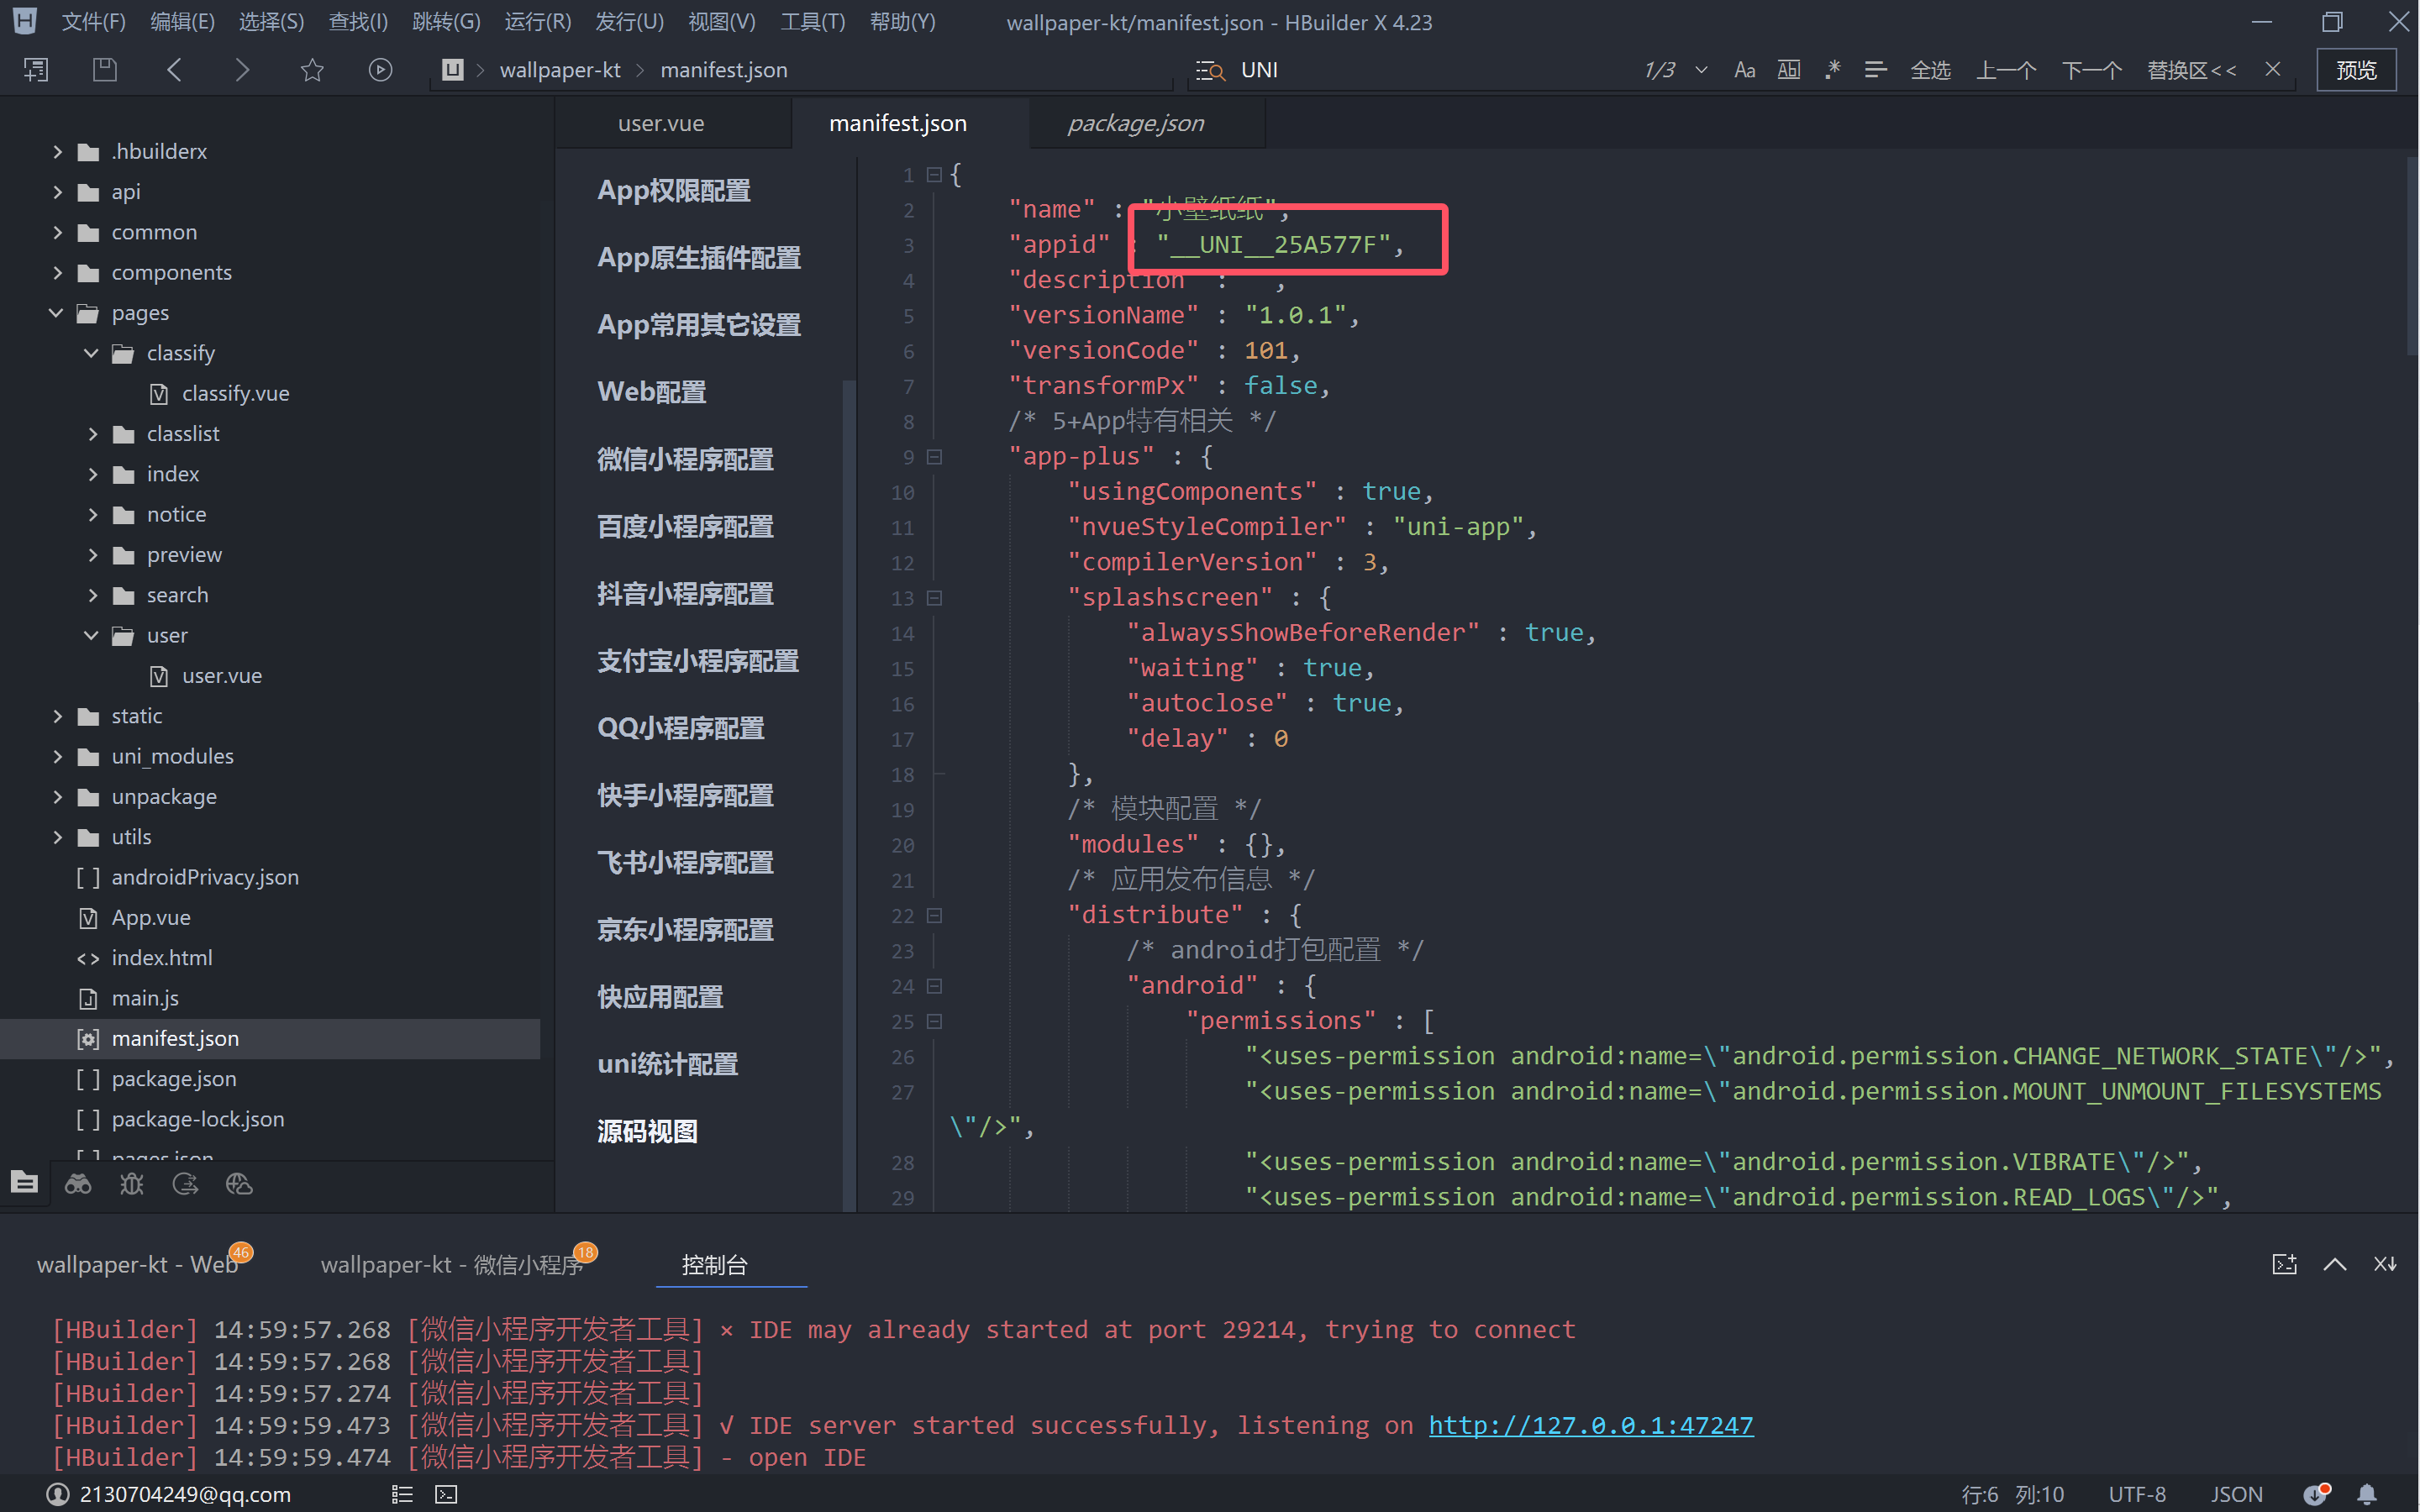 文件(F) 编辑(E) 选择(S) 查找(I) 跳转(G) 运行(R) 发行(U) 视图(V) 工具(T) 帮助(Y) wallpaper-kt/manifest.json - HBuilder X 4.23
wallpaper-kt manifest.json UNI 1/3 Aa Ab .* 全选 上一个 下一个 替换区<< 预览
.hbuilderx
api
common
components
pages
classify
classify.vue
classlist
index
notice
preview
search
user
user.vue
static
uni_modules
unpackage
utils
androidPrivacy.json
App.vue
index.html
main.js
manifest.json
package.json
package-lock.json
pages.json
user.vue manifest.json package.json
App权限配置
App原生插件配置
App常用其它设置
Web配置
微信小程序配置
百度小程序配置
抖音小程序配置
支付宝小程序配置
QQ小程序配置
快手小程序配置
飞书小程序配置
京东小程序配置
快应用配置
uni统计配置
源码视图
1 {
2 "name" : "小壁纸纸",
3 "appid" : "__UNI__25A577F",
4 "description" : "",
5 "versionName" : "1.0.1",
6 "versionCode" : 101,
7 "transformPx" : false,
8 /* 5+App特有相关 */
9 "app-plus" : {
10 "usingComponents" : true,
11 "nvueStyleCompiler" : "uni-app",
12 "compilerVersion" : 3,
13 "splashscreen" : {
14 "alwaysShowBeforeRender" : true,
15 "waiting" : true,
16 "autoclose" : true,
17 "delay" : 0
18 },
19 /* 模块配置 */
20 "modules" : {},
21 /* 应用发布信息 */
22 "distribute" : {
23 /* android打包配置 */
24 "android" : {
25 "permissions" : [
26 "<uses-permission android:name=\"android.permission.CHANGE_NETWORK_STATE\"/>",
27 "<uses-permission android:name=\"android.permission.MOUNT_UNMOUNT_FILESYSTEMS
\"/>",
28 "<uses-permission android:name=\"android.permission.VIBRATE\"/>",
29 "<uses-permission android:name=\"android.permission.READ_LOGS\"/>",
wallpaper-kt - Web 46 wallpaper-kt - 微信小程序 18 控制台
[HBuilder] 14:59:57.268 [微信小程序开发者工具] × IDE may already started at port 29214, trying to connect
[HBuilder] 14:59:57.268 [微信小程序开发者工具]
[HBuilder] 14:59:57.274 [微信小程序开发者工具]
[HBuilder] 14:59:59.473 [微信小程序开发者工具] √ IDE server started successfully, listening on http://127.0.0.1:47247
[HBuilder] 14:59:59.474 [微信小程序开发者工具] - open IDE
2130704249@qq.com 行:6 列:10 UTF-8 JSON